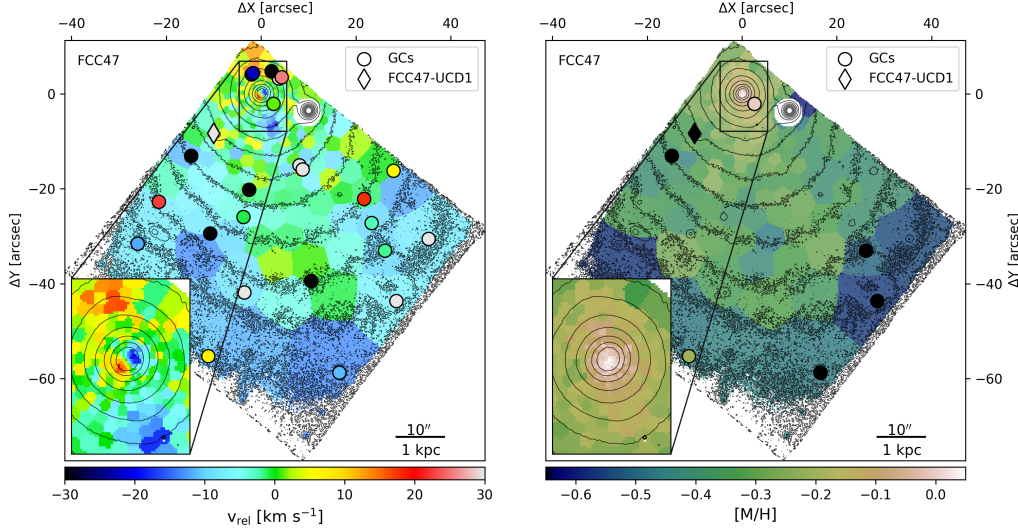 ΔX [arcsec]
−40 −20 0 20 40
FCC47
GCs
FCC47-UCD1
0
−20
−40
−60
ΔY [arcsec]
10″
1 kpc
−30 −20 −10 0 10 20 30
v_rel [km s⁻¹]
ΔX [arcsec]
−40 −20 0 20 40
FCC47
GCs
FCC47-UCD1
0
−20
−40
−60
ΔY [arcsec]
10″
1 kpc
−0.6 −0.5 −0.4 −0.3 −0.2 −0.1 0.0
[M/H]